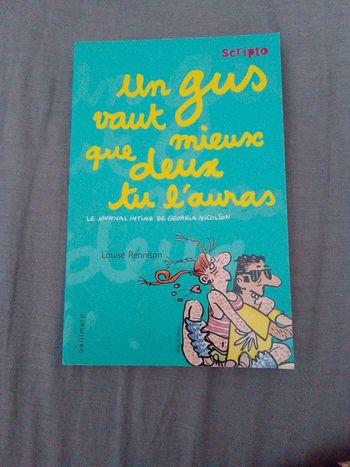 scripto
un gus
vaut mieux
que deux
tu l'auras
LE JOURNAL INTIME DE GEORGIA NICOLSON
Louise Rennison
Gallimard